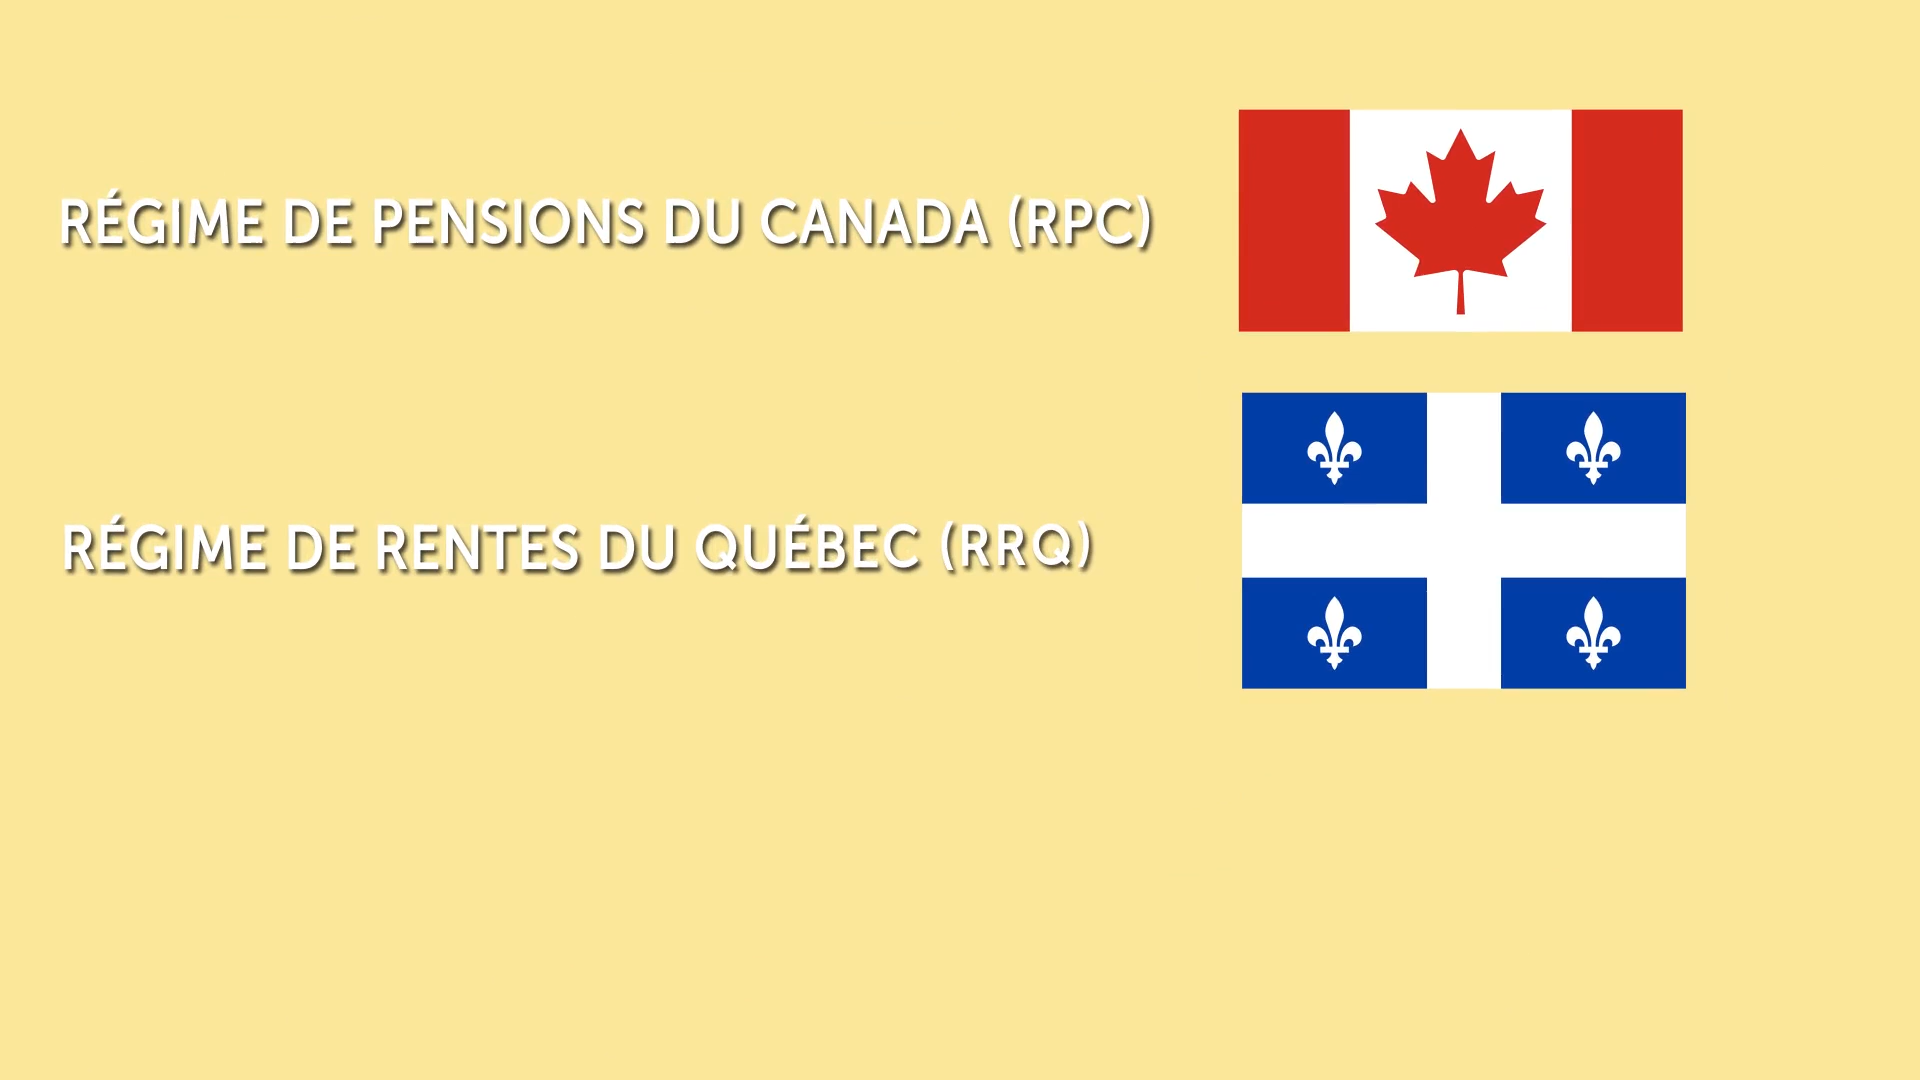 RÉGIME DE PENSIONS DU CANADA (RPC)
RÉGIME DE RENTES DU QUÉBEC (RRQ)